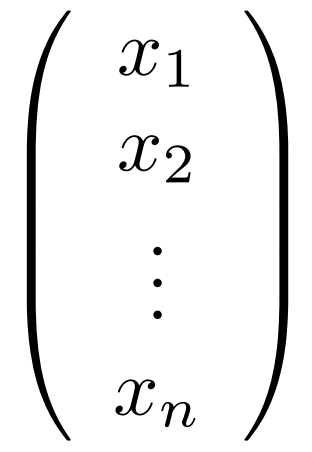 x₁
x₂
⋮
xₙ